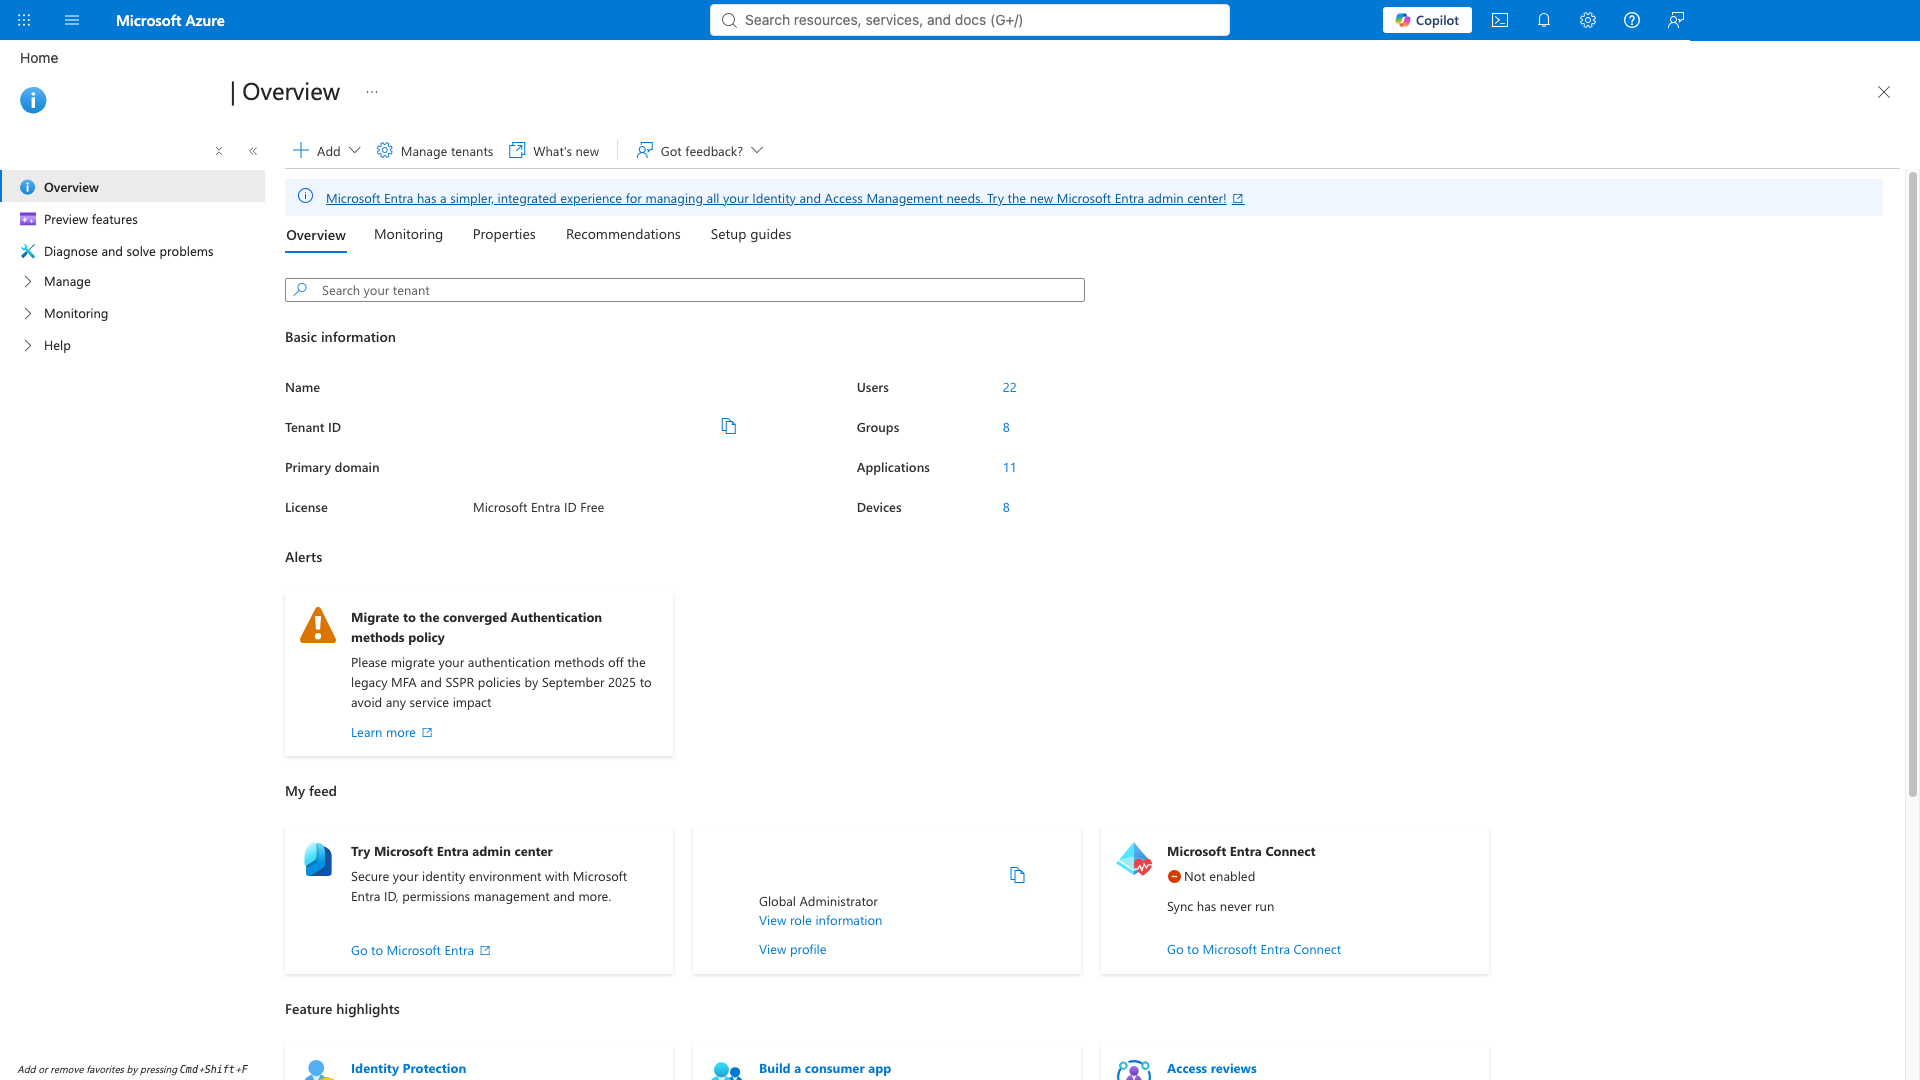 Microsoft Azure
Search resources, services, and docs (G+/)
Copilot
Home
| Overview
...
Add
Manage tenants
What's new
Got feedback?
Overview
Preview features
Diagnose and solve problems
Manage
Monitoring
Help
Microsoft Entra has a simpler, integrated experience for managing all your Identity and Access Management needs. Try the new Microsoft Entra admin center!
Overview
Monitoring
Properties
Recommendations
Setup guides
Search your tenant
Basic information
Name
Users
22
Tenant ID
Groups
8
Primary domain
Applications
11
License
Microsoft Entra ID Free
Devices
8
Alerts
Migrate to the converged Authentication
methods policy
Please migrate your authentication methods off the
legacy MFA and SSPR policies by September 2025 to
avoid any service impact
Learn more
My feed
Try Microsoft Entra admin center
Secure your identity environment with Microsoft
Entra ID, permissions management and more.
Go to Microsoft Entra
Global Administrator
View role information
View profile
Microsoft Entra Connect
Not enabled
Sync has never run
Go to Microsoft Entra Connect
Feature highlights
Identity Protection
Build a consumer app
Access reviews
Add or remove favorites by pressing Cmd+Shift+F